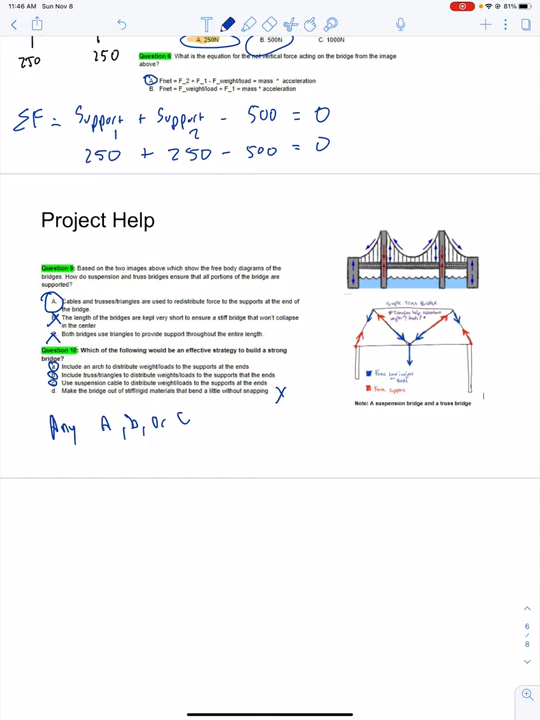 11:46 AM Sun Nov 8
81%
250 250
A. 250N B. 500N C. 1000N
Question 6: What is the equation for the net vertical force acting on the bridge from the image
above?
A. Fnet = F_2 + F_1 - F_weight/load = mass * acceleration
B. Fnet = F_weight/load + F_1 = mass * acceleration
ΣF = Support 1 + Support 2 - 500 = 0
250 + 250 - 500 = 0
Project Help
Question 9: Based on the two images above which show the free body diagrams of the
bridges. How do suspension and truss bridges ensure that all portions of the bridge are
supported?
A. Cables and trusses/triangles are used to redistribute force to the supports at the end of
the bridge.
The length of the bridges are kept very short to ensure a stiff bridge that won't collapse
in the center
Both bridges use triangles to provide support throughout the entire length.
Question 10: Which of the following would be an effective strategy to build a strong
bridge?
a. Include an arch to distribute weight/loads to the supports at the ends
Include truss/triangles to distribute weights/loads to the supports that the ends
Use suspension cable to distribute weight/loads to the supports at the ends
d. Make the bridge out of stiff/rigid materials that bend a little without snapping X
Any A, b, or C
Simple Truss Bridge
Force Supports
Note: A suspension bridge and a truss bridge
6
/
8